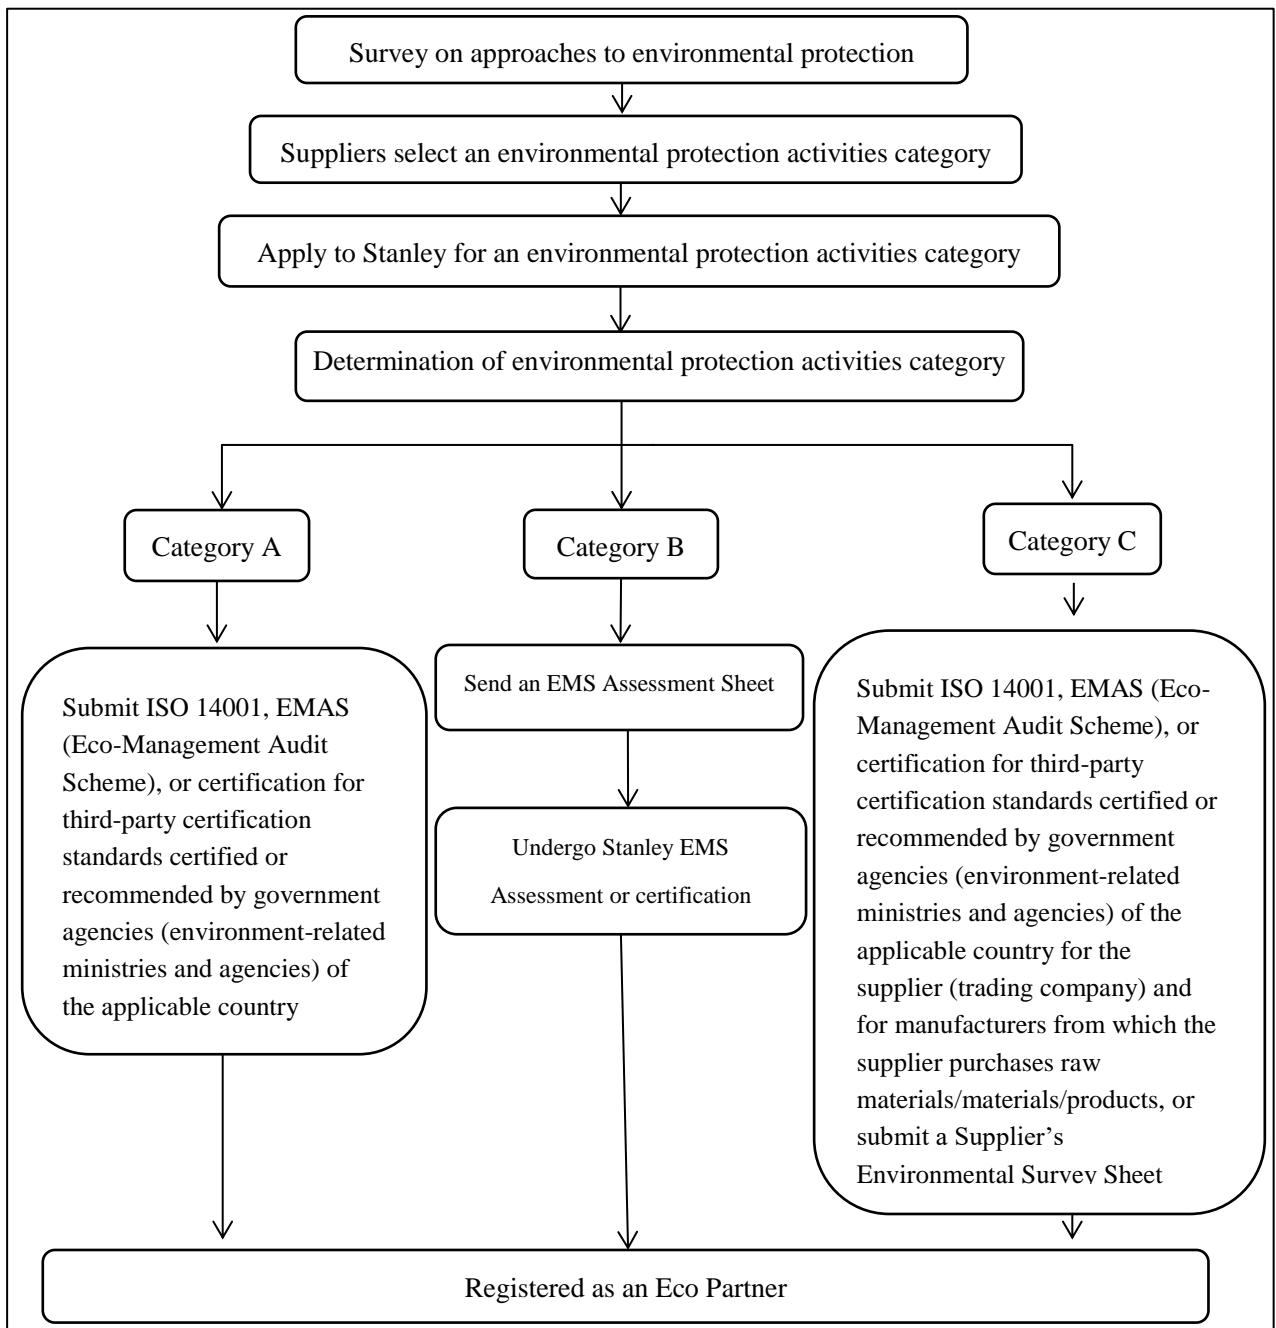 Survey on approaches to environmental protection
Suppliers select an environmental protection activities category
Apply to Stanley for an environmental protection activities category
Determination of environmental protection activities category
Category A
Category B
Category C
Submit ISO 14001, EMAS
(Eco-Management Audit
Scheme), or certification for
third-party certification
standards certified or
recommended by government
agencies (environment-related
ministries and agencies) of
the applicable country
Send an EMS Assessment Sheet
Undergo Stanley EMS
Assessment or certification
Submit ISO 14001, EMAS (Eco-
Management Audit Scheme), or
certification for third-party
certification standards certified or
recommended by government
agencies (environment-related
ministries and agencies) of the
applicable country for the
supplier (trading company) and
for manufacturers from which the
supplier purchases raw
materials/materials/products, or
submit a Supplier’s
Environmental Survey Sheet
Registered as an Eco Partner